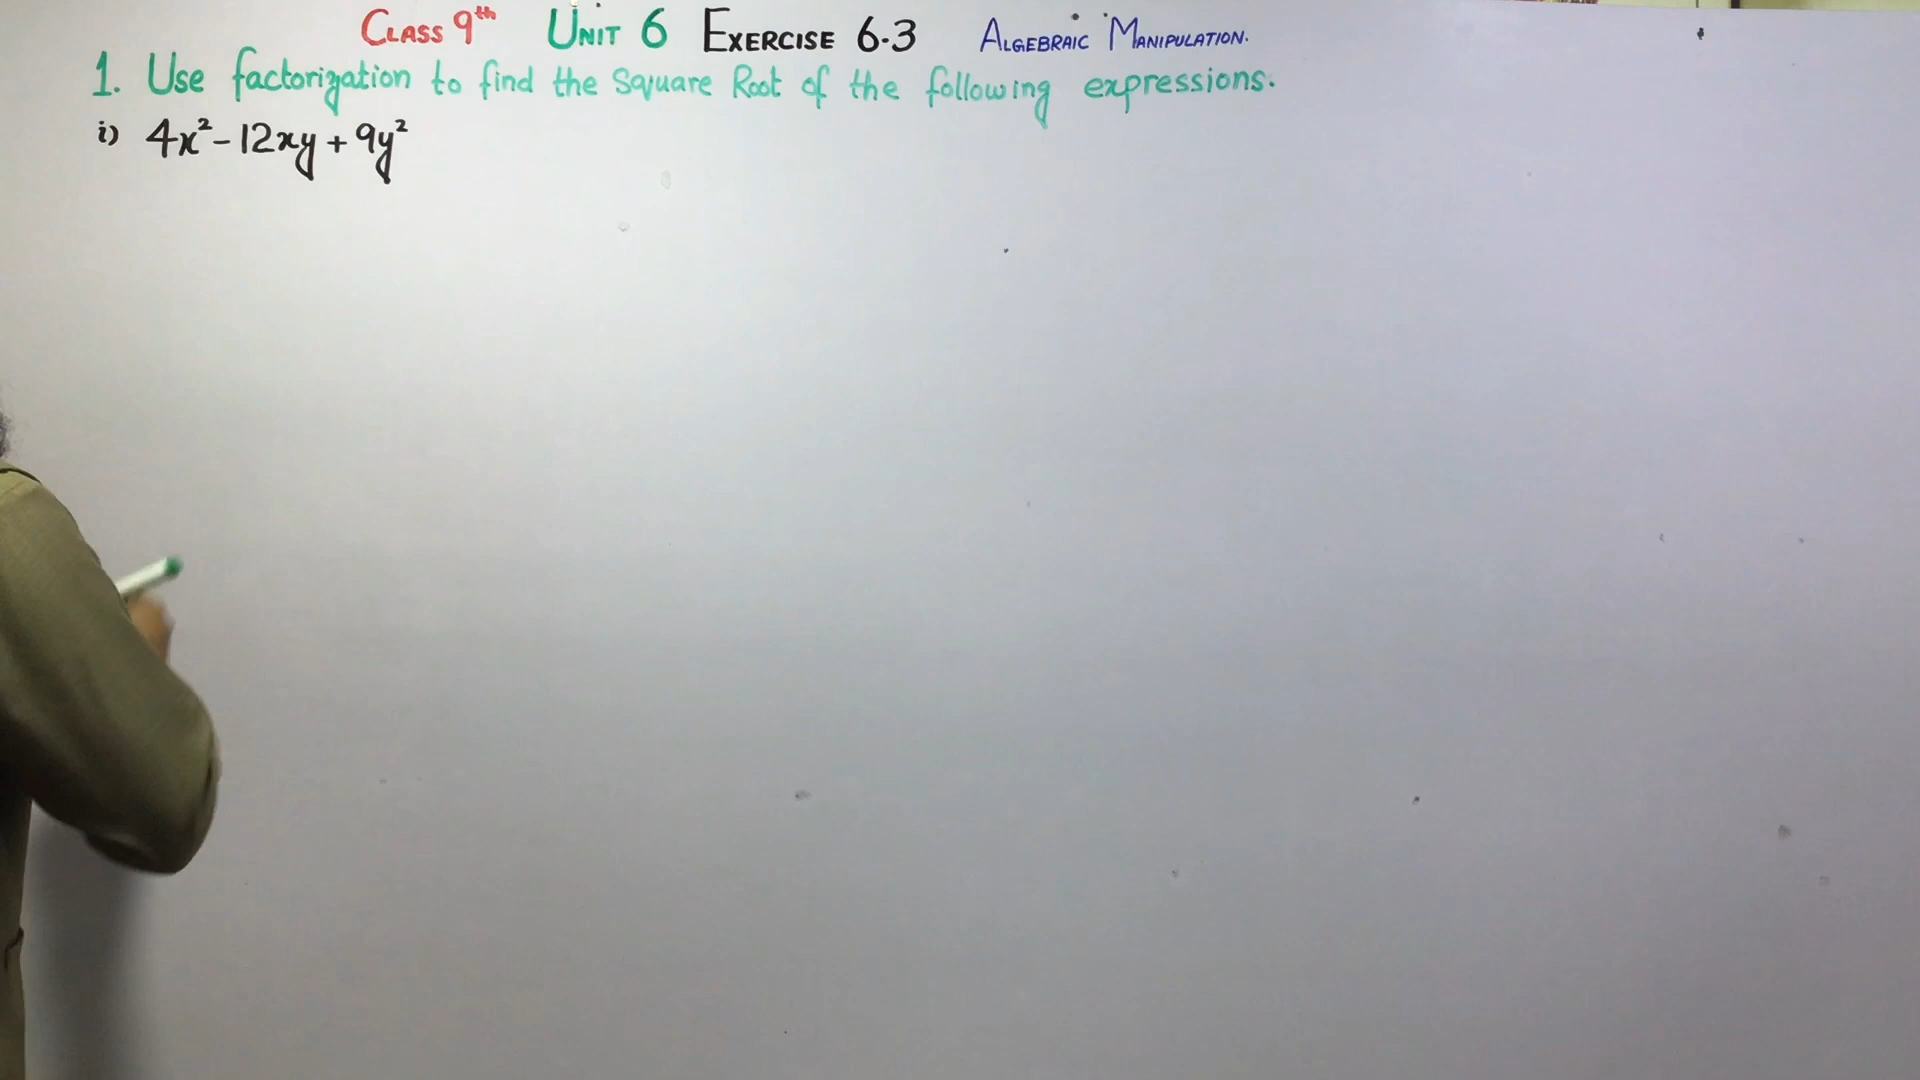 CLASS 9th UNIT 6 EXERCISE 6.3 ALGEBRAIC MANIPULATION.
1. Use factorization to find the Square Root of the following expressions.
i) 4x² - 12xy + 9y²